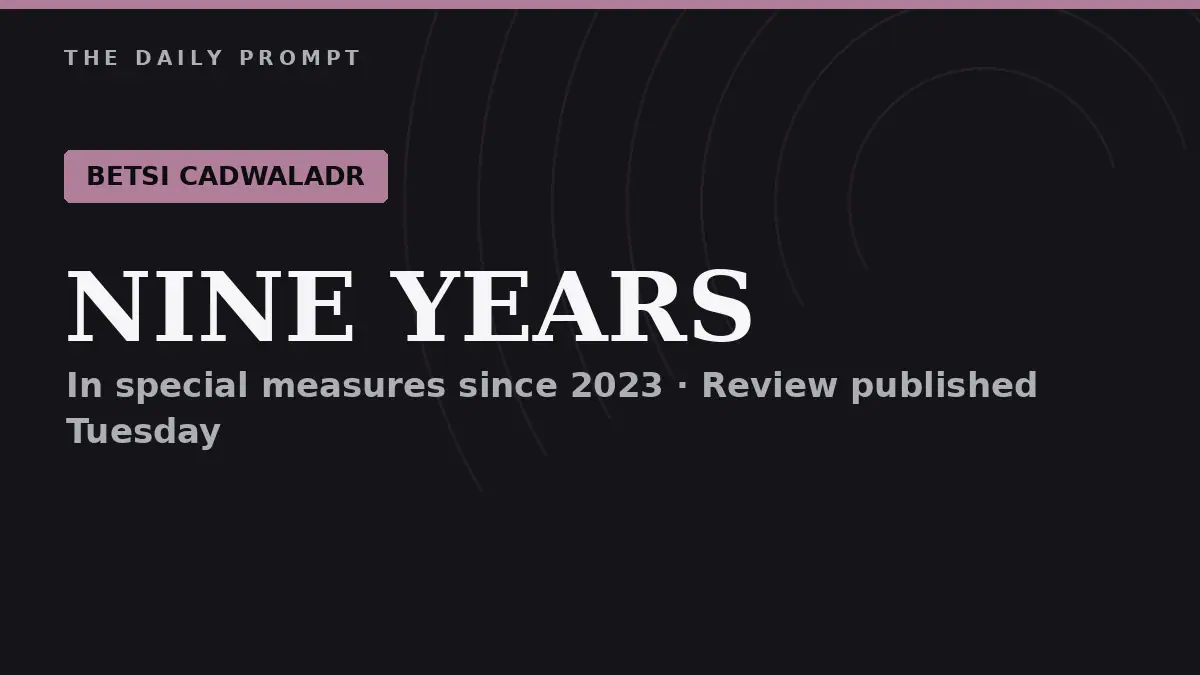 THE DAILY PROMPT
BETSI CADWALADR
NINE YEARS
In special measures since 2023 · Review published
Tuesday